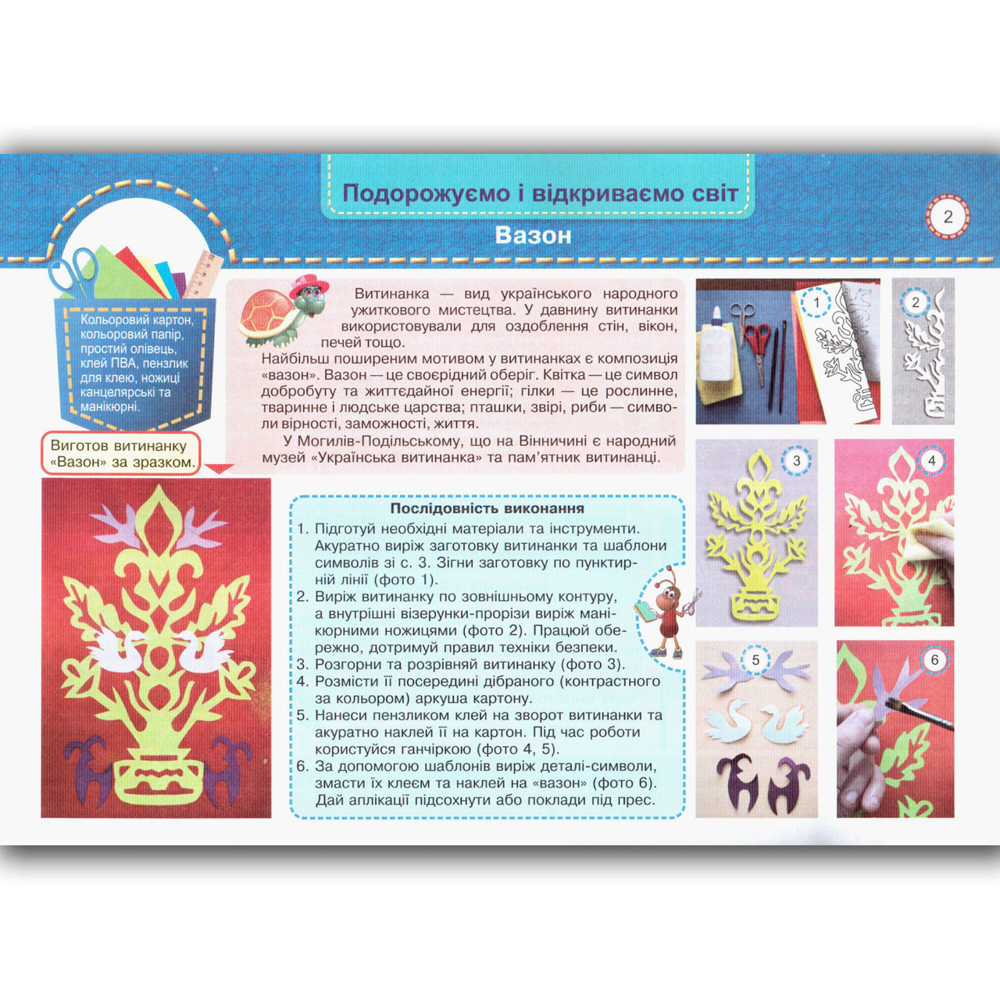 Подорожуємо і відкриваємо світ
Вазон
2
Кольоровий картон,
кольоровий папір,
простий олівець,
клей ПВА, пензлик
для клею, ножиці
канцелярські та
манікюрні.
Виготов витинанку
«Вазон» за зразком.
Витинанка — вид українського народного
ужиткового мистецтва. У давнину витинанки
використовували для оздоблення стін, вікон,
печей тощо.
Найбільш поширеним мотивом у витинанках є композиція
«вазон». Вазон — це своєрідний оберіг. Квітка — це символ
добробуту та життєдайної енергії; гілки — це рослинне,
тваринне і людське царства; пташки, звірі, риби — симво-
ли вірності, заможності, життя.
У Могилів-Подільському, що на Вінничині є народний
музей «Українська витинанка» та пам’ятник витинанці.
Послідовність виконання
1. Підготуй необхідні матеріали та інструменти.
Акуратно виріж заготовку витинанки та шаблони
символів зі с. 3. Зігни заготовку по пунктир-
ній лінії (фото 1).
2. Виріж витинанку по зовнішньому контуру,
а внутрішні візерунки-прорізи виріж мані-
кюрними ножицями (фото 2). Працюй обе-
режно, дотримуй правил техніки безпеки.
3. Розгорни та розрівняй витинанку (фото 3).
4. Розмісти її посередині дібраного (контрастного
за кольором) аркуша картону.
5. Нанеси пензликом клей на зворот витинанки та
акуратно наклей її на картон. Під час роботи
користуйся ганчіркою (фото 4, 5).
6. За допомогою шаблонів виріж деталі-символи,
змасти їх клеєм та наклей на «вазон» (фото 6).
Дай аплікації підсохнути або поклади під прес.
1
2
3
4
5
6